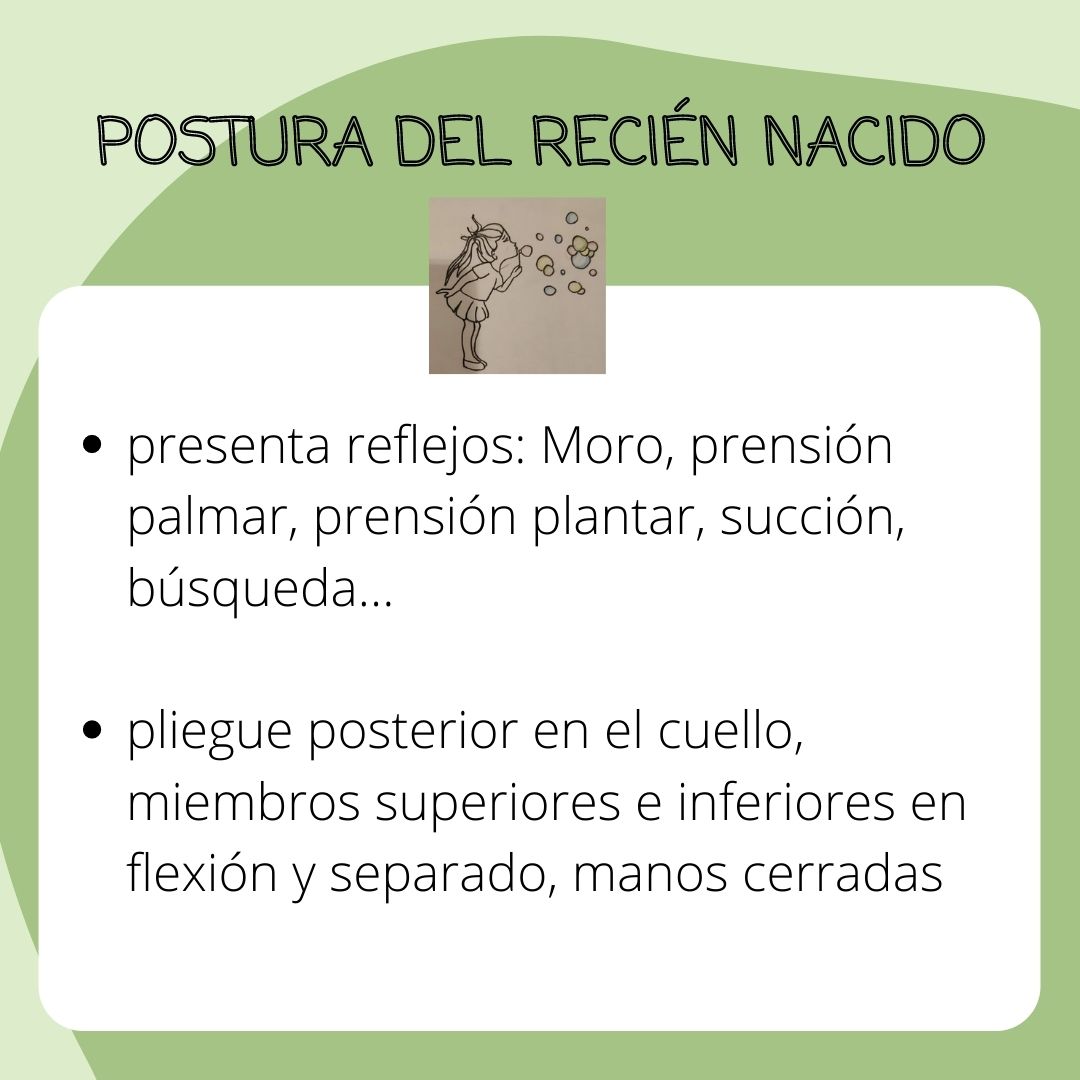 POSTURA DEL RECIÉN NACIDO
presenta reflejos: Moro, prensión
palmar, prensión plantar, succión,
búsqueda...
pliegue posterior en el cuello,
miembros superiores e inferiores en
flexión y separado, manos cerradas